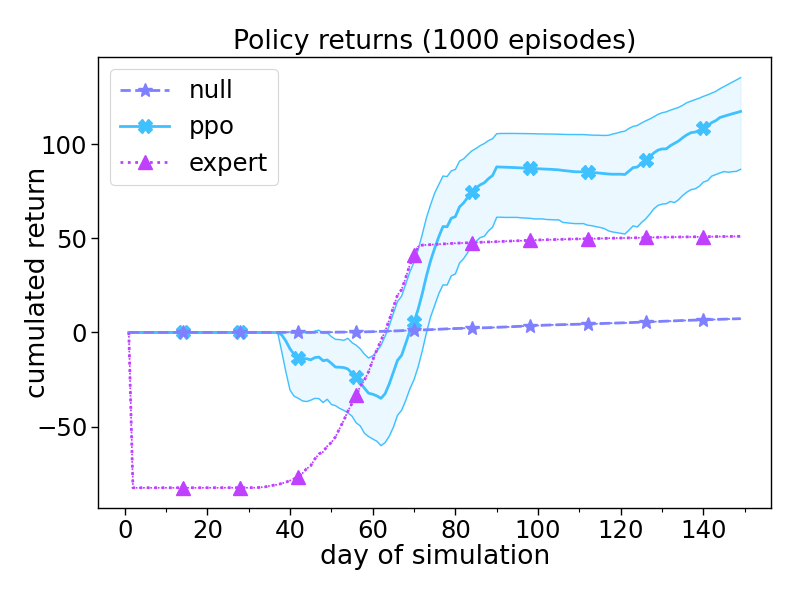 Policy returns (1000 episodes)
null
ppo
expert
cumulated return
100
50
0
−50
0 20 40 60 80 100 120 140
day of simulation